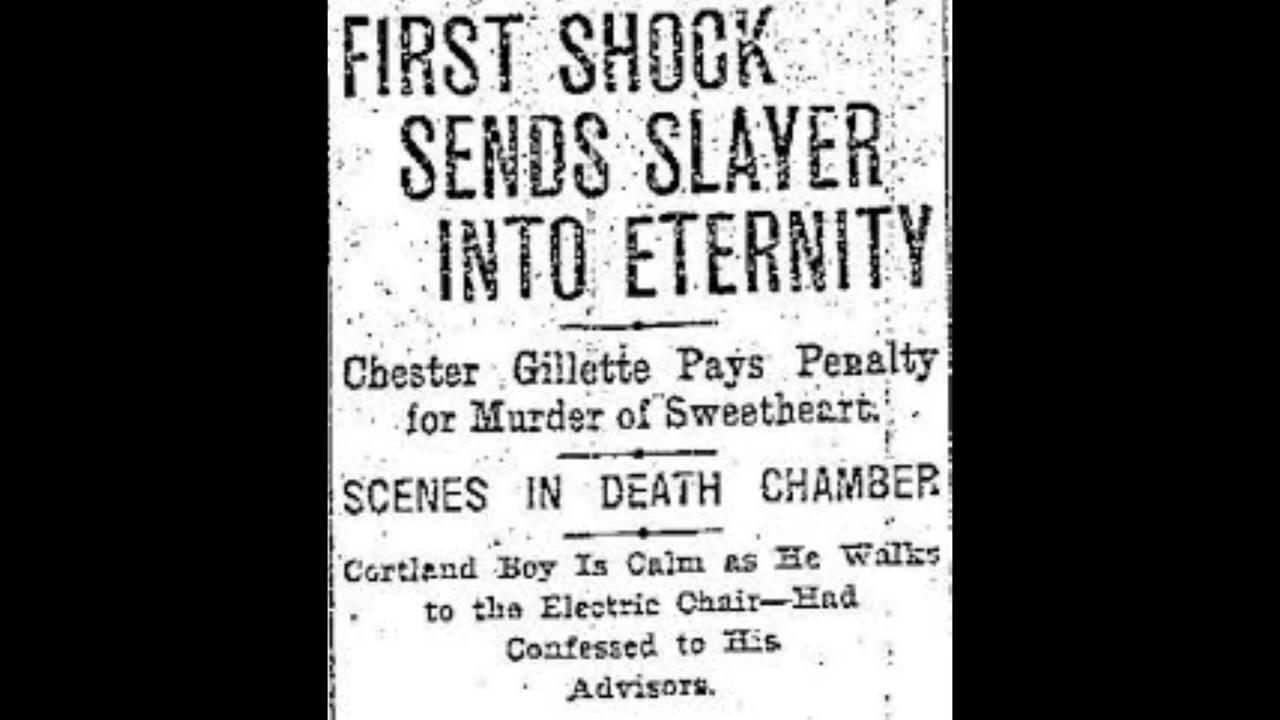 FIRST SHOCK
SENDS SLAYER
INTO ETERNITY
Chester Gillette Pays Penalty
for Murder of Sweetheart.
SCENES IN DEATH CHAMBER
Cortland Boy Is Calm as He Walks
to the Electric Chair—Had
Confessed to His
Advisors.